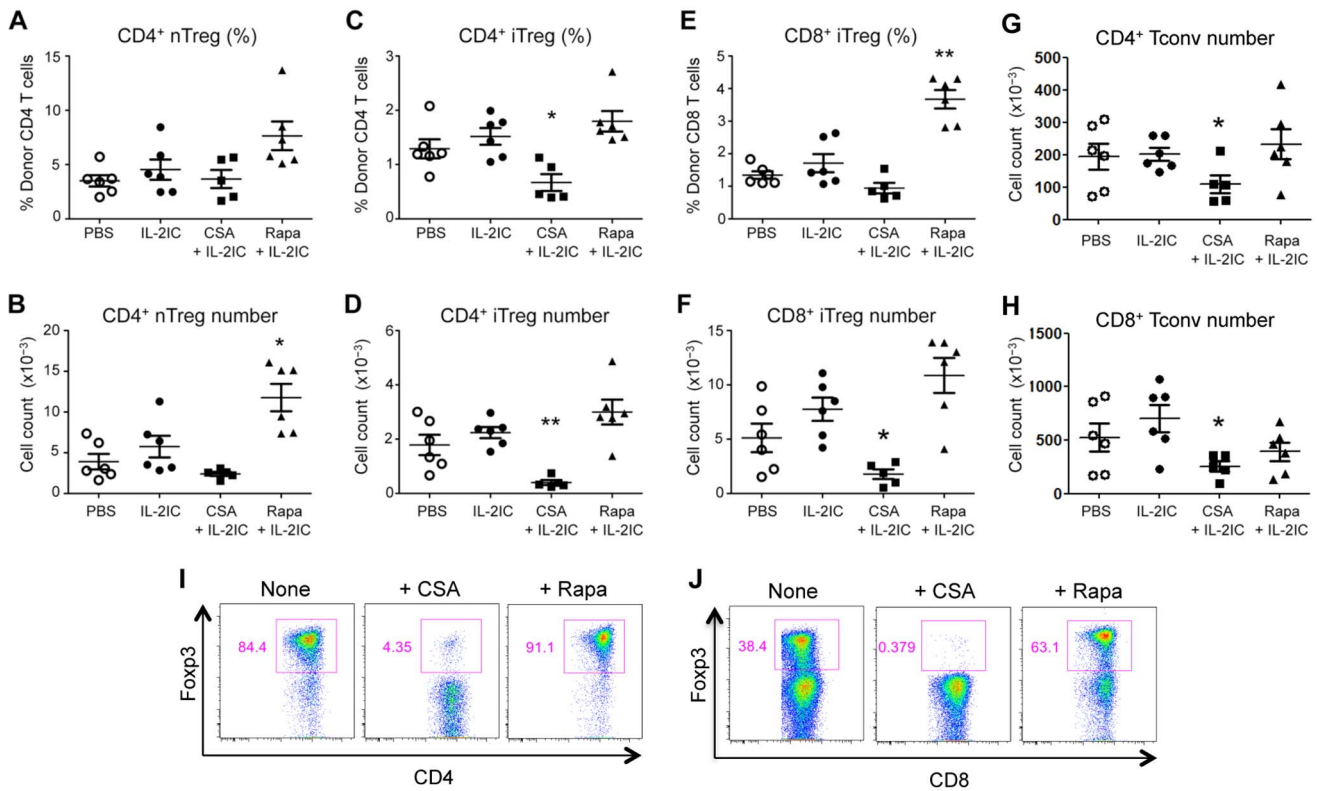 A
CD4⁺ nTreg (%)
% Donor CD4 T cells
15
10
5
0
PBS
IL-2IC
CSA
+ IL-2IC
Rapa
+ IL-2IC
C
CD4⁺ iTreg (%)
% Donor CD4 T cells
3
2
1
0
*
PBS
IL-2IC
CSA
+ IL-2IC
Rapa
+ IL-2IC
E
CD8⁺ iTreg (%)
% Donor CD8 T cells
5
4
3
2
1
0
**
PBS
IL-2IC
CSA
+ IL-2IC
Rapa
+ IL-2IC
G
CD4⁺ Tconv number
Cell count (x10⁻³)
500
400
300
200
100
0
*
PBS
IL-2IC
CSA
+ IL-2IC
Rapa
+ IL-2IC
B
CD4⁺ nTreg number
Cell count (x10⁻³)
20
15
10
5
0
*
PBS
IL-2IC
CSA
+ IL-2IC
Rapa
+ IL-2IC
D
CD4⁺ iTreg number
Cell count (x10⁻³)
6
4
2
0
**
PBS
IL-2IC
CSA
+ IL-2IC
Rapa
+ IL-2IC
F
CD8⁺ iTreg number
Cell count (x10⁻³)
15
10
5
0
*
PBS
IL-2IC
CSA
+ IL-2IC
Rapa
+ IL-2IC
H
CD8⁺ Tconv number
Cell count (x10⁻³)
1500
1000
500
0
*
PBS
IL-2IC
CSA
+ IL-2IC
Rapa
+ IL-2IC
I
None
+ CSA
+ Rapa
Foxp3
84.4
4.35
91.1
CD4
J
None
+ CSA
+ Rapa
Foxp3
38.4
0.379
63.1
CD8